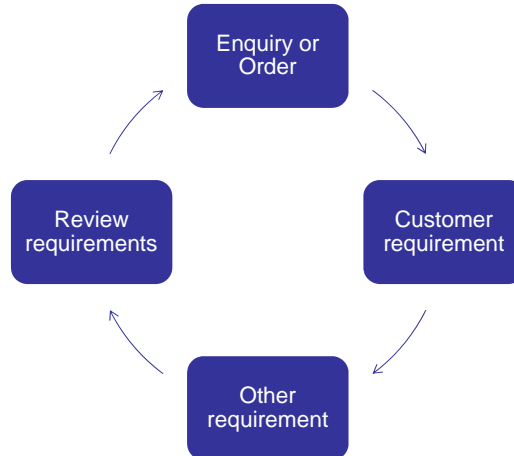 Enquiry or
Order
Customer
requirement
Other
requirement
Review
requirements